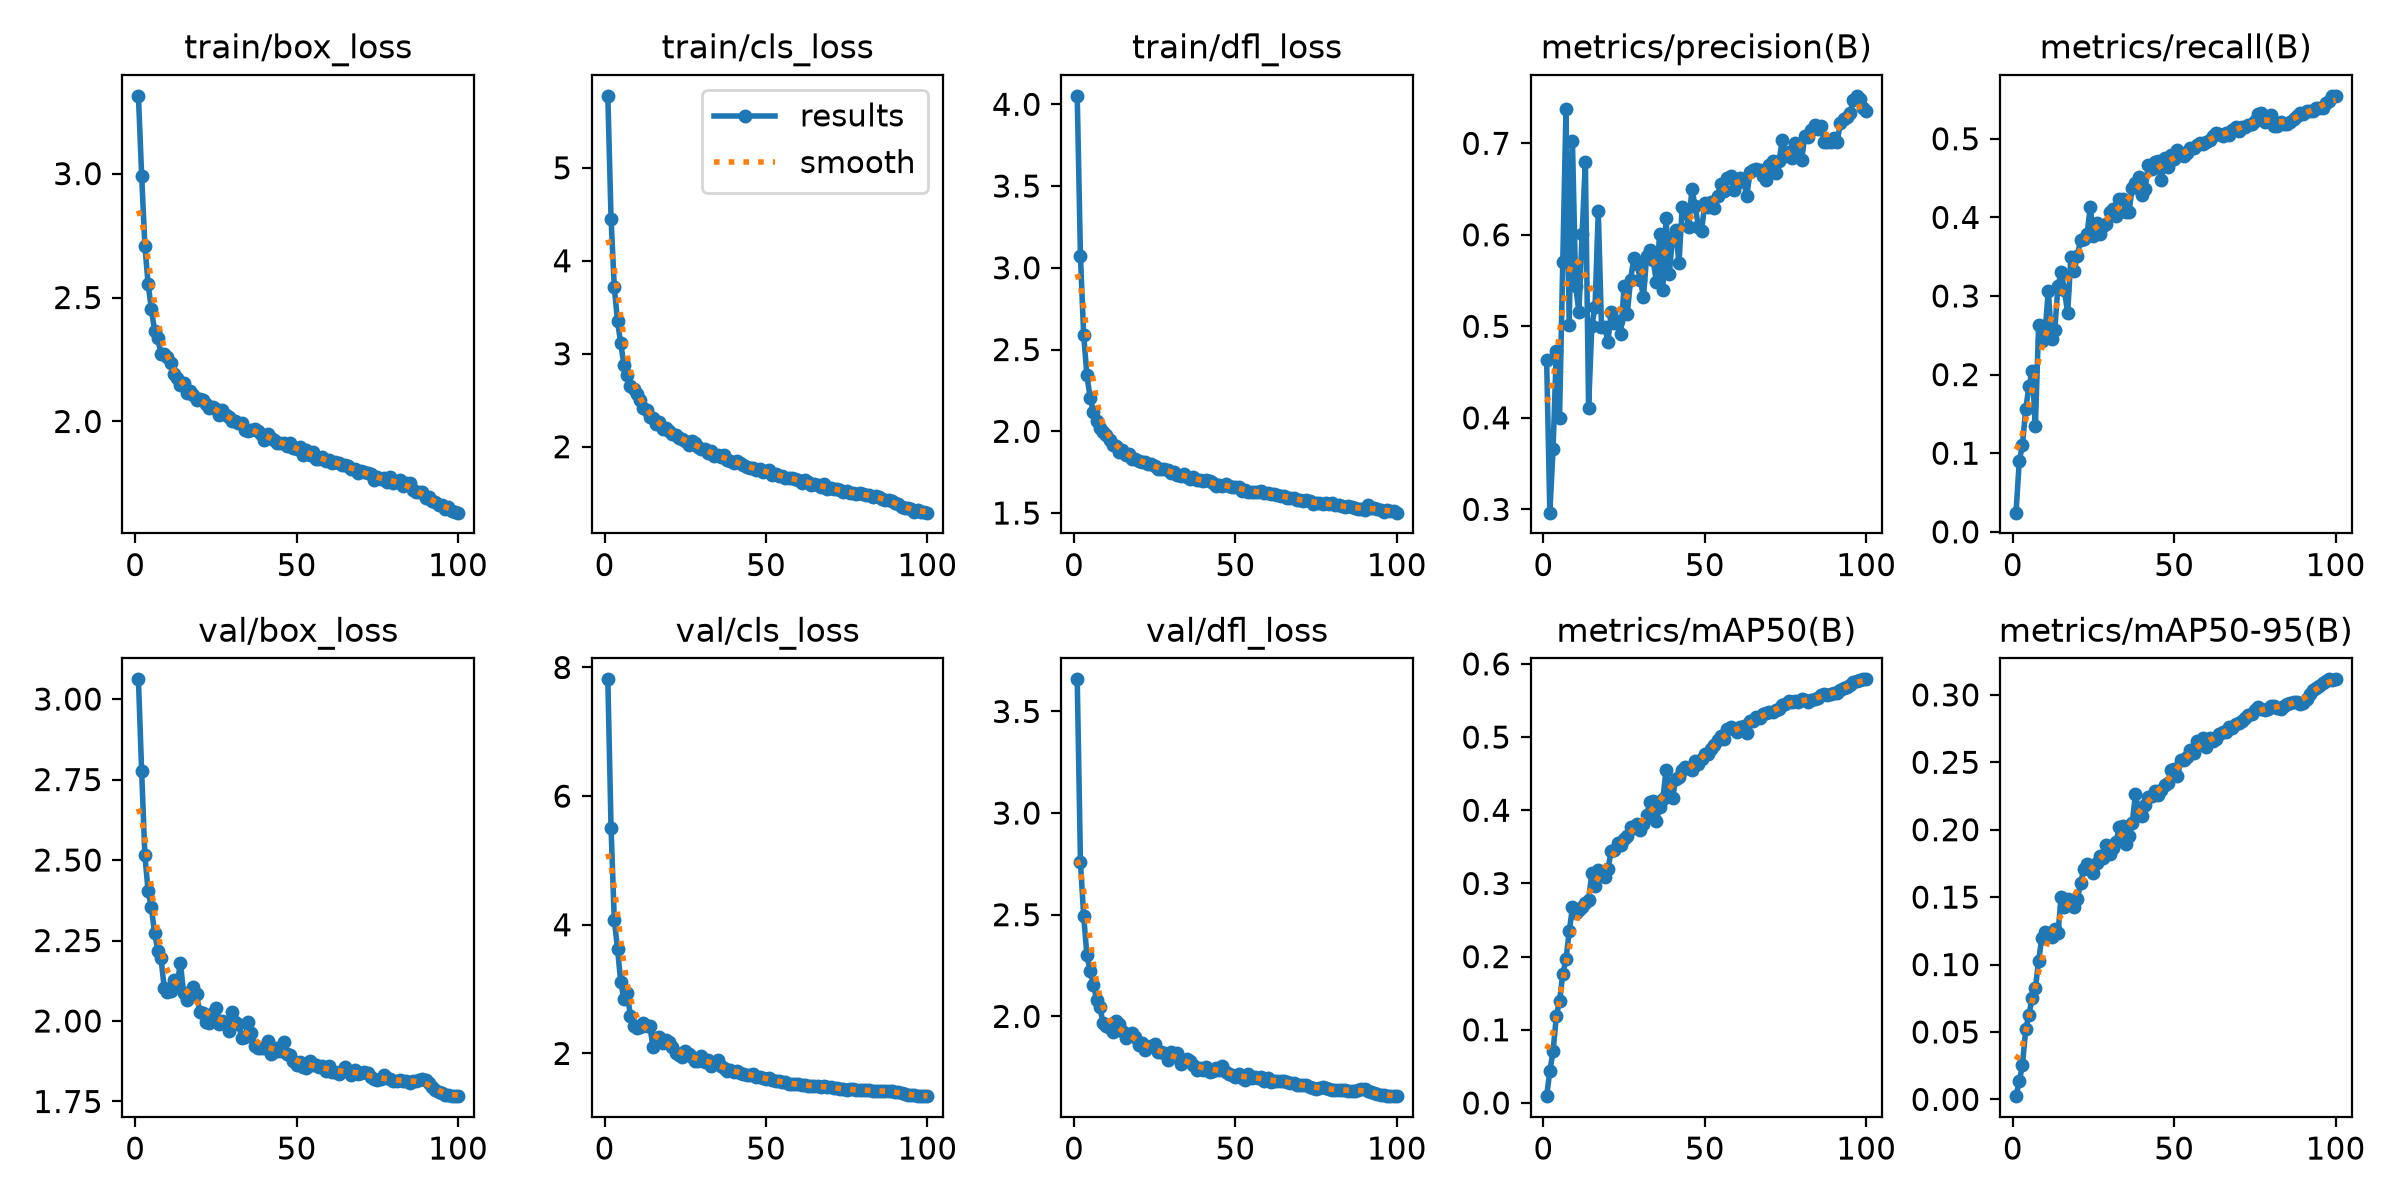 train/box_loss
3.0
2.5
2.0
0 50 100
train/cls_loss
results
smooth
5
4
3
2
0 50 100
train/dfl_loss
4.0
3.5
3.0
2.5
2.0
1.5
0 50 100
metrics/precision(B)
0.7
0.6
0.5
0.4
0.3
0 50 100
metrics/recall(B)
0.5
0.4
0.3
0.2
0.1
0.0
0 50 100
val/box_loss
3.00
2.75
2.50
2.25
2.00
1.75
0 50 100
val/cls_loss
8
6
4
2
0 50 100
val/dfl_loss
3.5
3.0
2.5
2.0
0 50 100
metrics/mAP50(B)
0.6
0.5
0.4
0.3
0.2
0.1
0.0
0 50 100
metrics/mAP50-95(B)
0.30
0.25
0.20
0.15
0.10
0.05
0.00
0 50 100